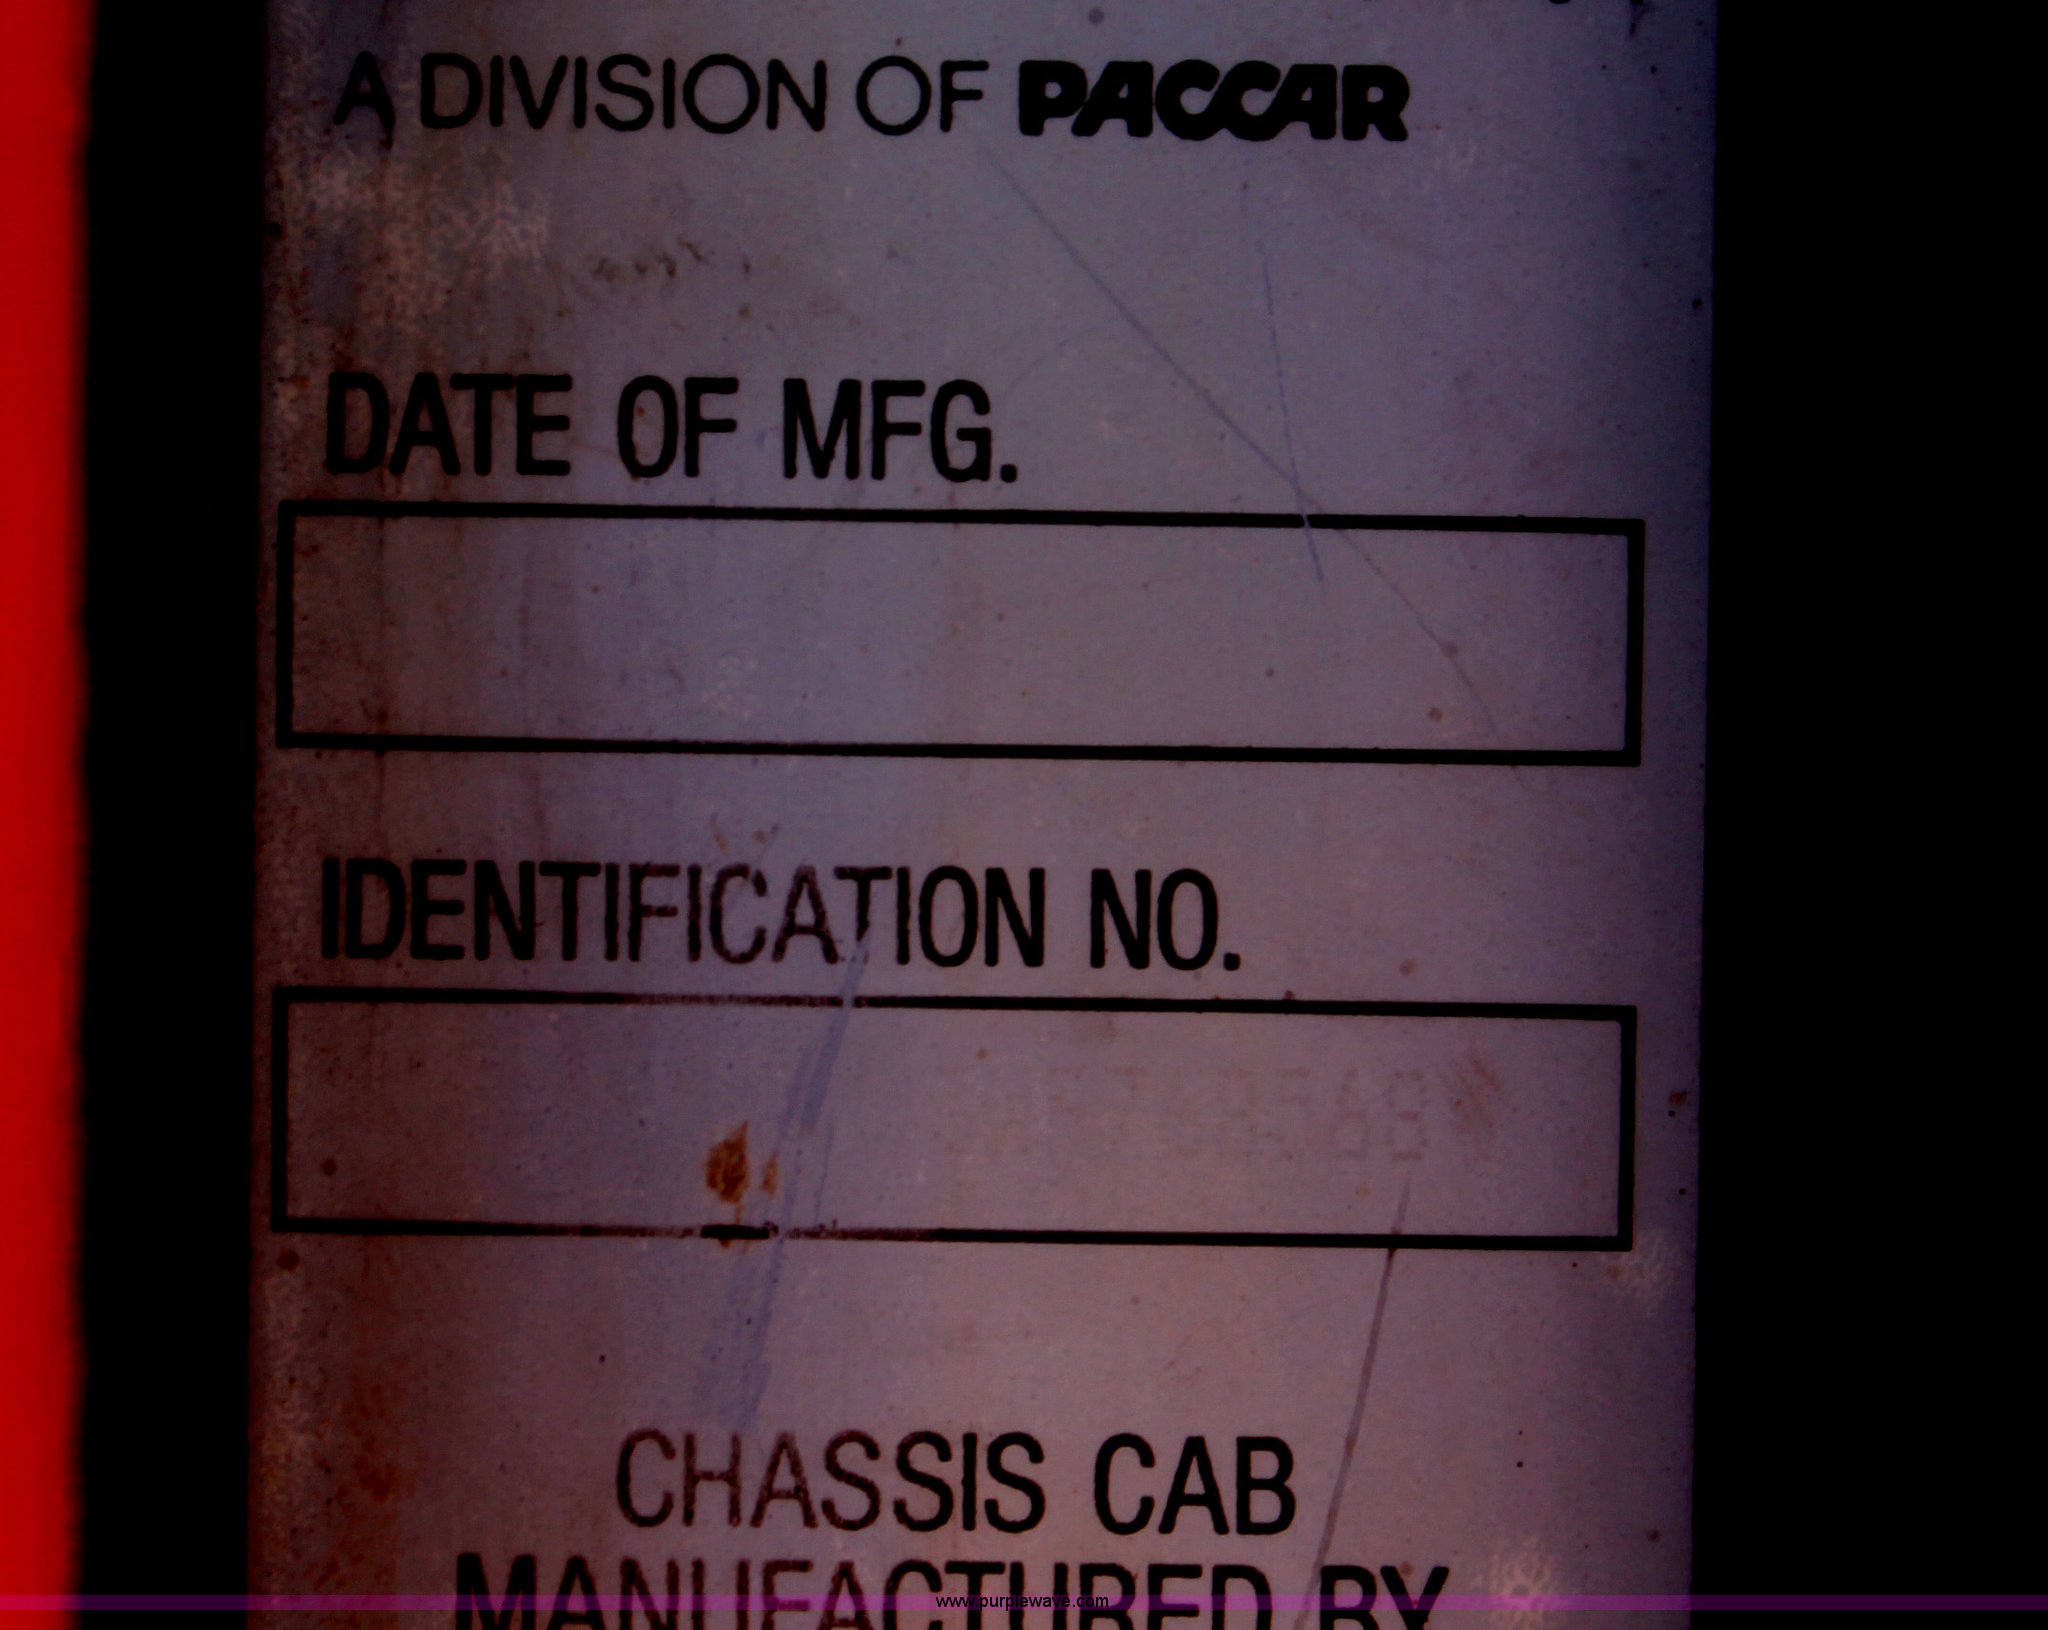 A DIVISION OF PACCAR
DATE OF MFG.
IDENTIFICATION NO.
CHASSIS CAB
MANUFACTURED BY
www.purplewave.com